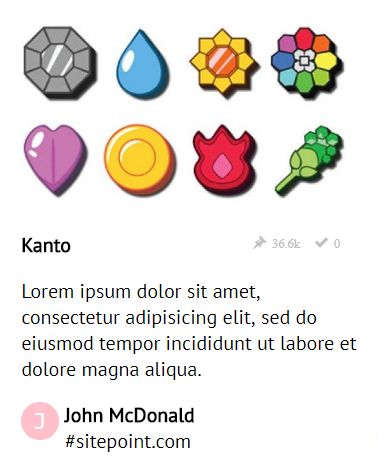 Kanto 36.6k 0
Lorem ipsum dolor sit amet,
consectetur adipisicing elit, sed do
eiusmod tempor incididunt ut labore et
dolore magna aliqua.
J John McDonald
#sitepoint.com